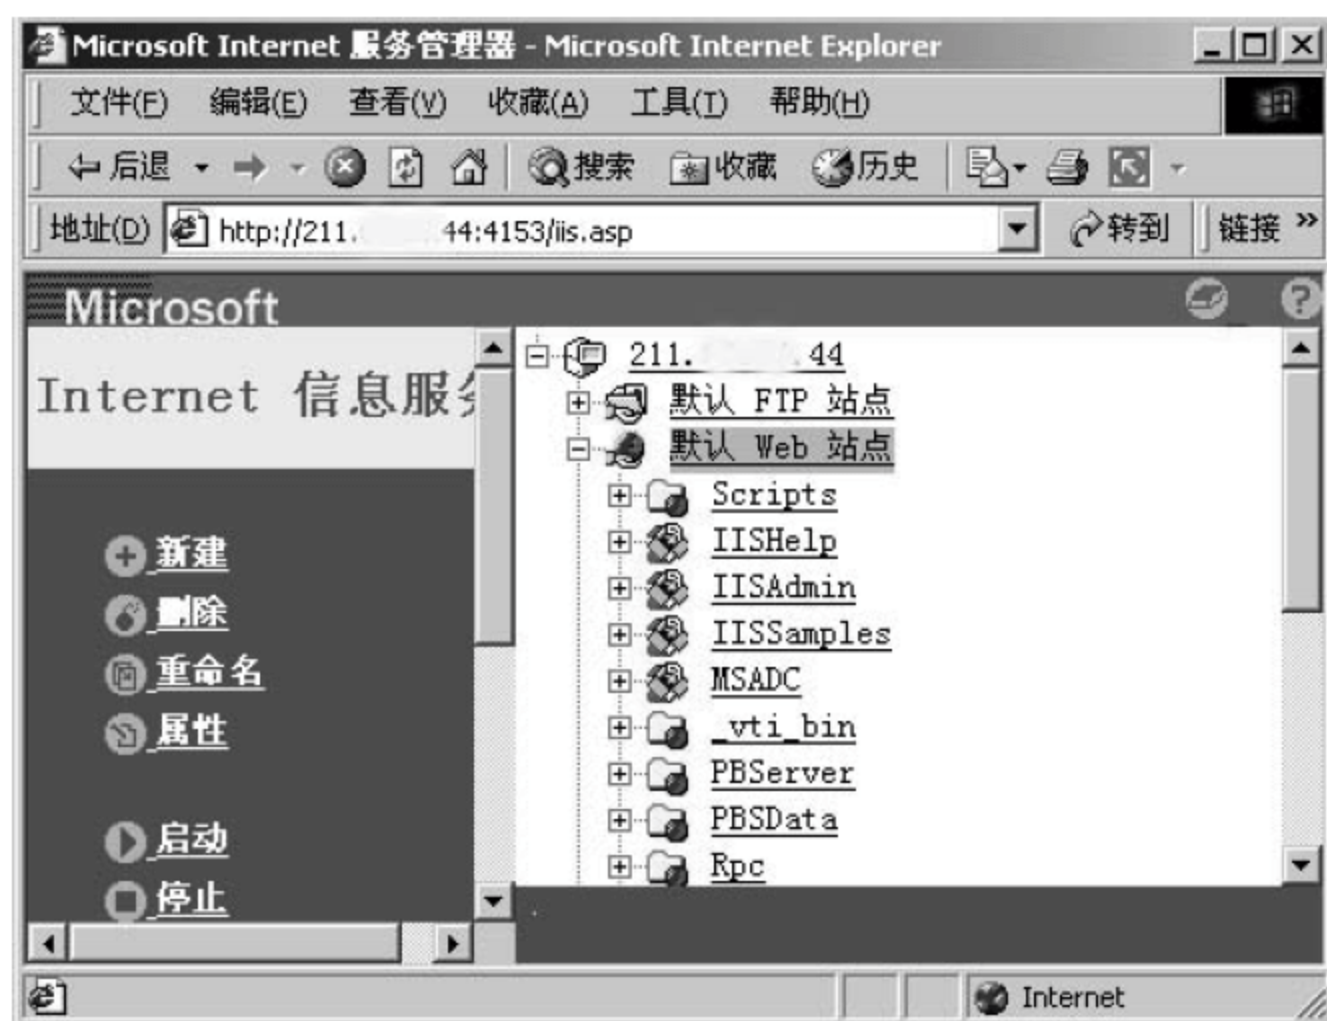 Microsoft Internet 服务管理器 - Microsoft Internet Explorer
文件(F) 编辑(E) 查看(V) 收藏(A) 工具(T) 帮助(H)
后退 搜索 收藏 历史
地址(D) http://211. 44:4153/iis.asp 转到 链接 »
Microsoft
Internet 信息服
新建
删除
重命名
属性
启动
停止
211. .44
默认 FTP 站点
默认 Web 站点
Scripts
IISHelp
IISAdmin
IISSamples
MSADC
_vti_bin
PBServer
PBSData
Rpc
Internet